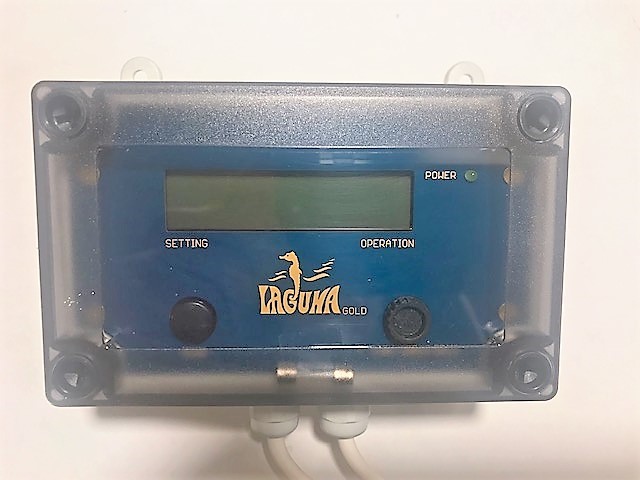 POWER
SETTING
OPERATION
LAGUNA GOLD